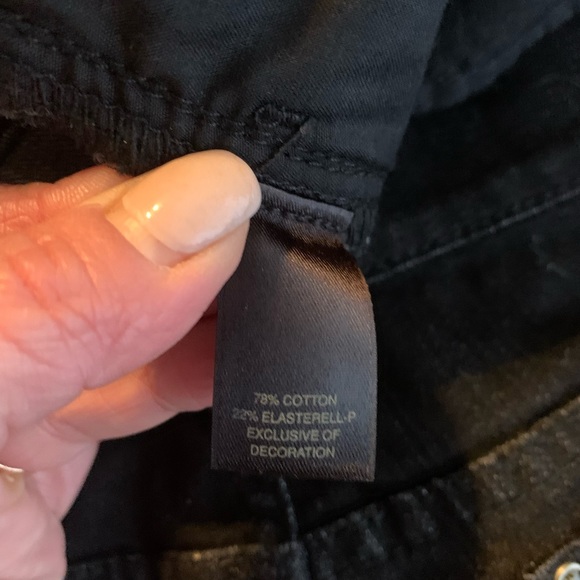 78% COTTON
22% ELASTERELL-P
EXCLUSIVE OF
DECORATION